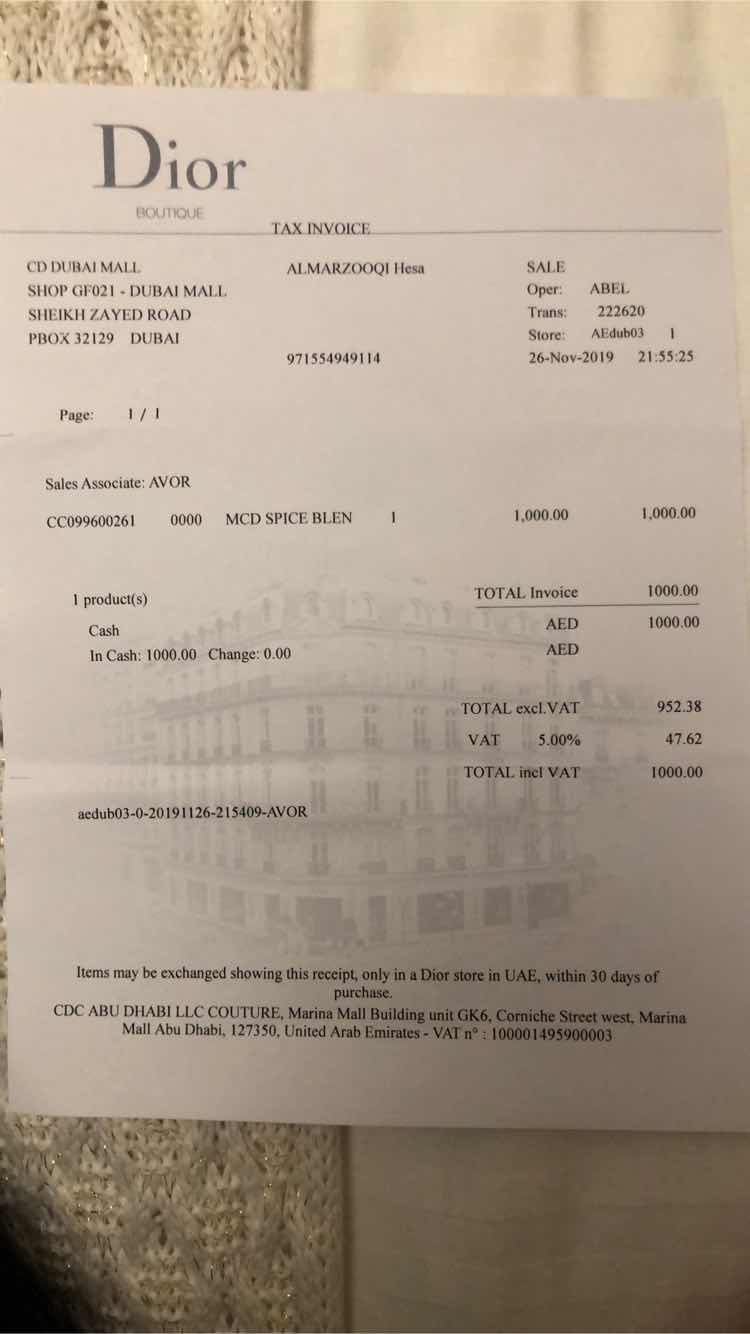 Dior
BOUTIQUE
TAX INVOICE
CD DUBAI MALL
SHOP GF021 - DUBAI MALL
SHEIKH ZAYED ROAD
PBOX 32129 DUBAI
ALMARZOOQI Hesa
971554949114
SALE
Oper: ABEL
Trans: 222620
Store: AEdub03 1
26-Nov-2019 21:55:25
Page: 1 / 1
Sales Associate: AVOR
CC099600261 0000 MCD SPICE BLEN 1 1,000.00 1,000.00
1 product(s) TOTAL Invoice 1000.00
Cash AED 1000.00
In Cash: 1000.00 Change: 0.00 AED
TOTAL excl.VAT 952.38
VAT 5.00% 47.62
TOTAL incl VAT 1000.00
aedub03-0-20191126-215409-AVOR
Items may be exchanged showing this receipt, only in a Dior store in UAE, within 30 days of
purchase.
CDC ABU DHABI LLC COUTURE, Marina Mall Building unit GK6, Corniche Street west, Marina
Mall Abu Dhabi, 127350, United Arab Emirates - VAT n° : 100001495900003